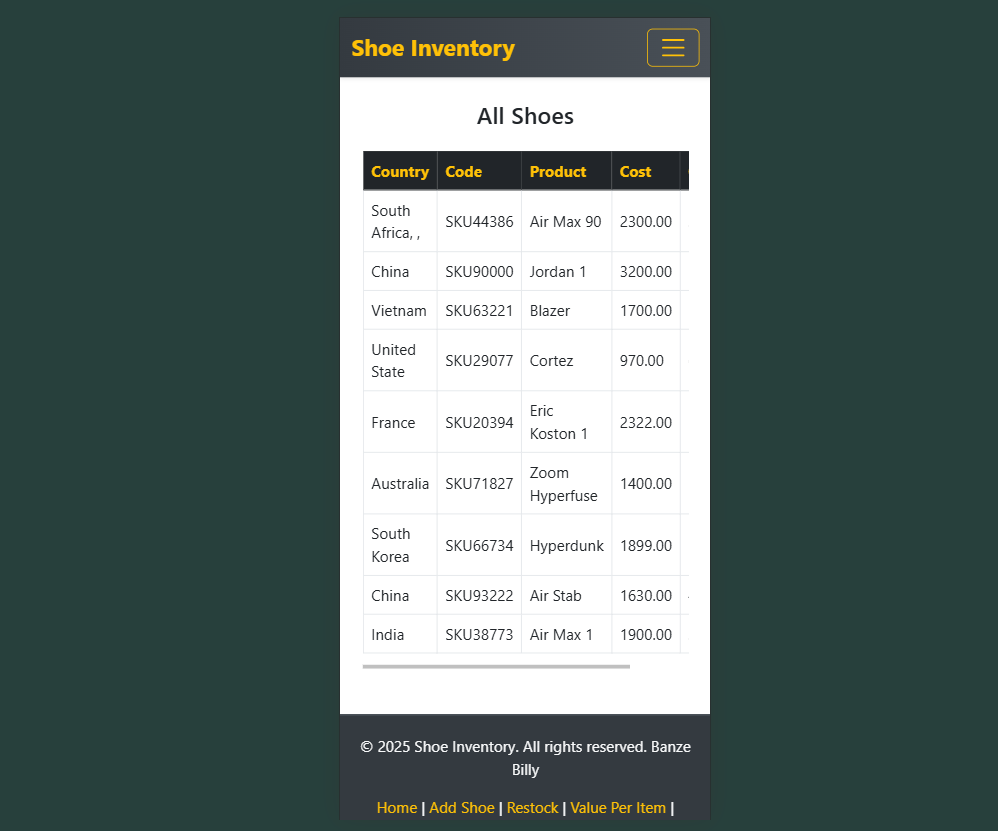 Shoe Inventory
All Shoes
Country Code Product Cost
South Africa, , SKU44386 Air Max 90 2300.00
China SKU90000 Jordan 1 3200.00
Vietnam SKU63221 Blazer 1700.00
United State SKU29077 Cortez 970.00
France SKU20394 Eric Koston 1 2322.00
Australia SKU71827 Zoom Hyperfuse 1400.00
South Korea SKU66734 Hyperdunk 1899.00
China SKU93222 Air Stab 1630.00
India SKU38773 Air Max 1 1900.00
© 2025 Shoe Inventory. All rights reserved. Banze
Billy
Home | Add Shoe | Restock | Value Per Item |